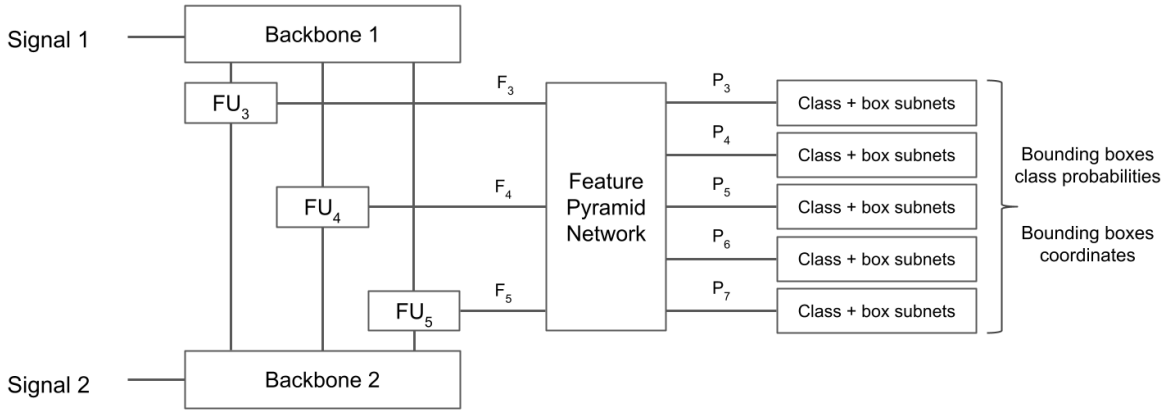 Signal 1
Backbone 1
FU₃
F₃
P₃
Class + box subnets
P₄
Class + box subnets
FU₄
F₄
Feature
Pyramid
Network
P₅
Class + box subnets
P₆
Class + box subnets
FU₅
F₅
P₇
Class + box subnets
Bounding boxes
class probabilities
Bounding boxes
coordinates
Signal 2
Backbone 2